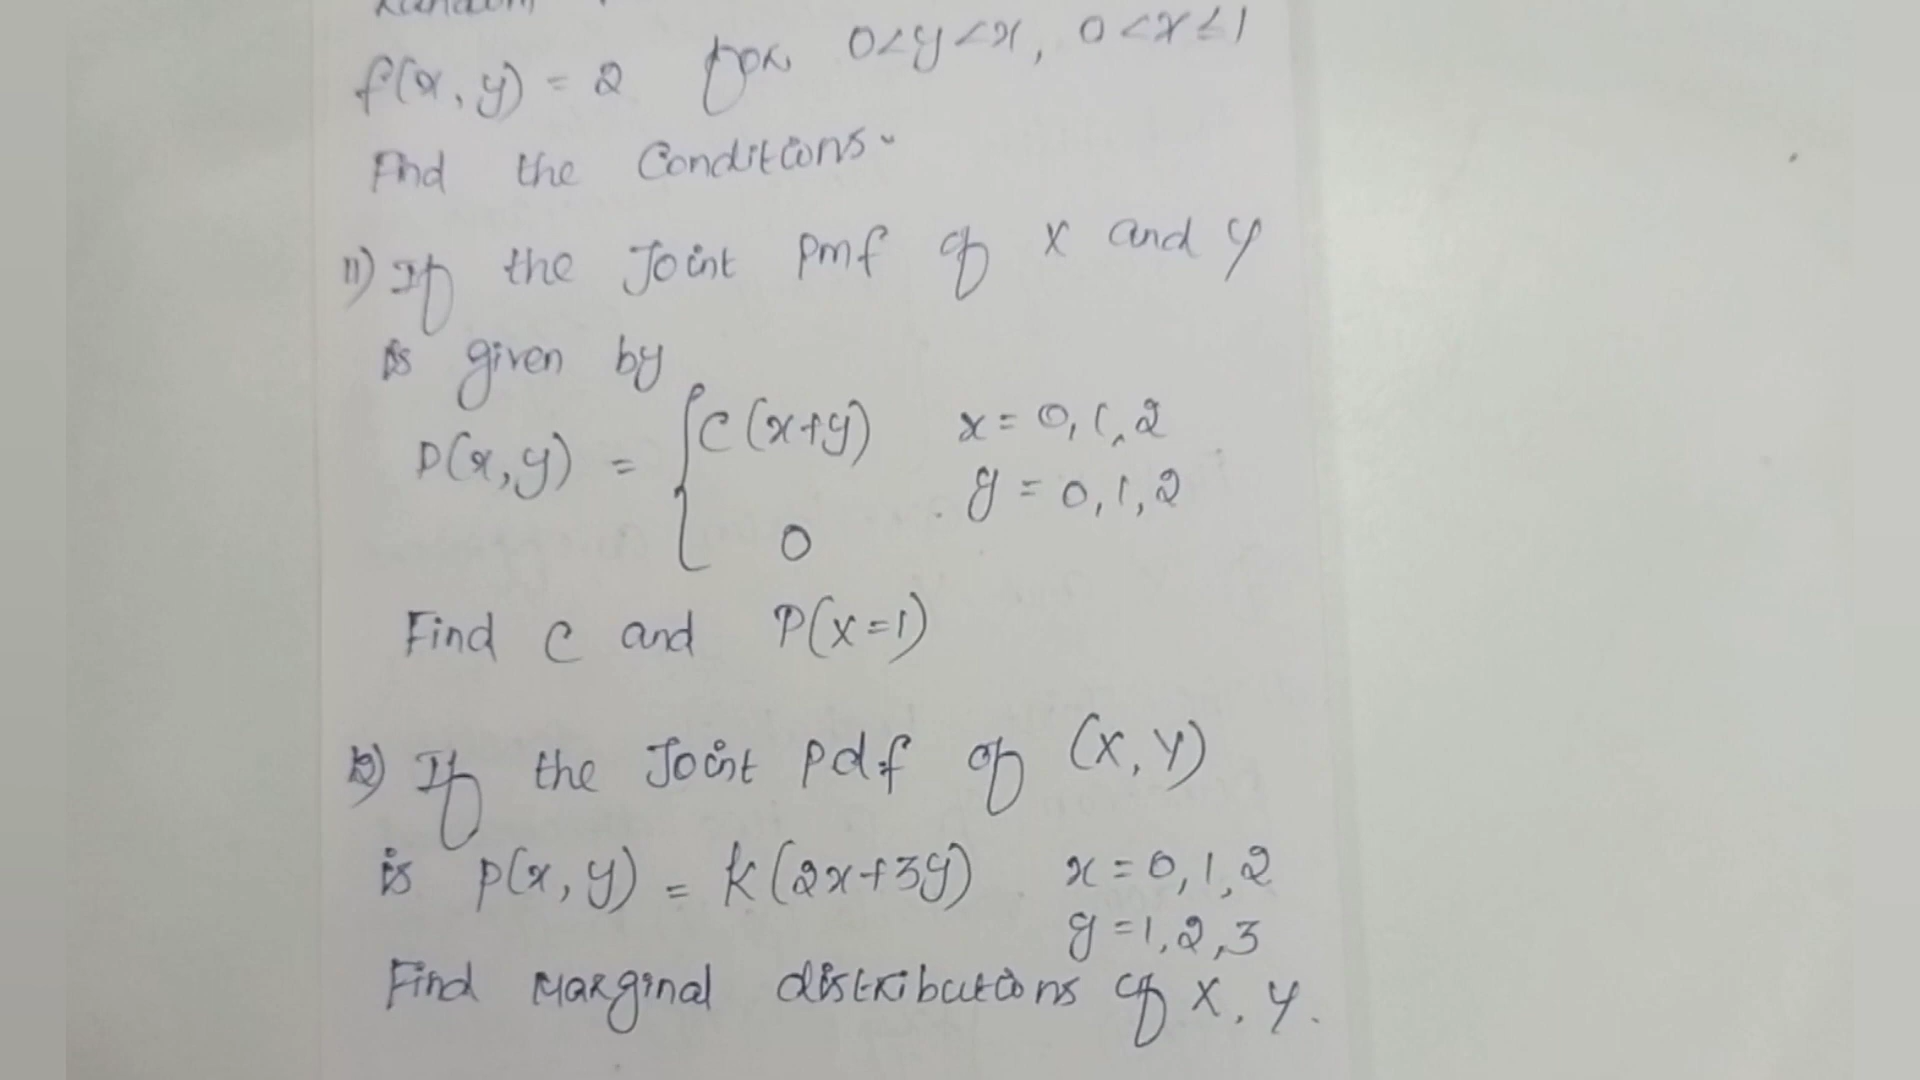 Random
f(x, y) = 2 for 0<y<x, 0<x≤1
Find the Conditions.
11) If the Joint Pmf of X and Y
is given by
P(x,y) = { C(x+y) x = 0,1,2
y = 0,1,2
0
Find C and P(x=1)
12) If the Joint Pdf of (X,Y)
is p(x,y) = K(2x+3y) x = 0,1,2
y = 1,2,3
Find Marginal distributions of X, Y.